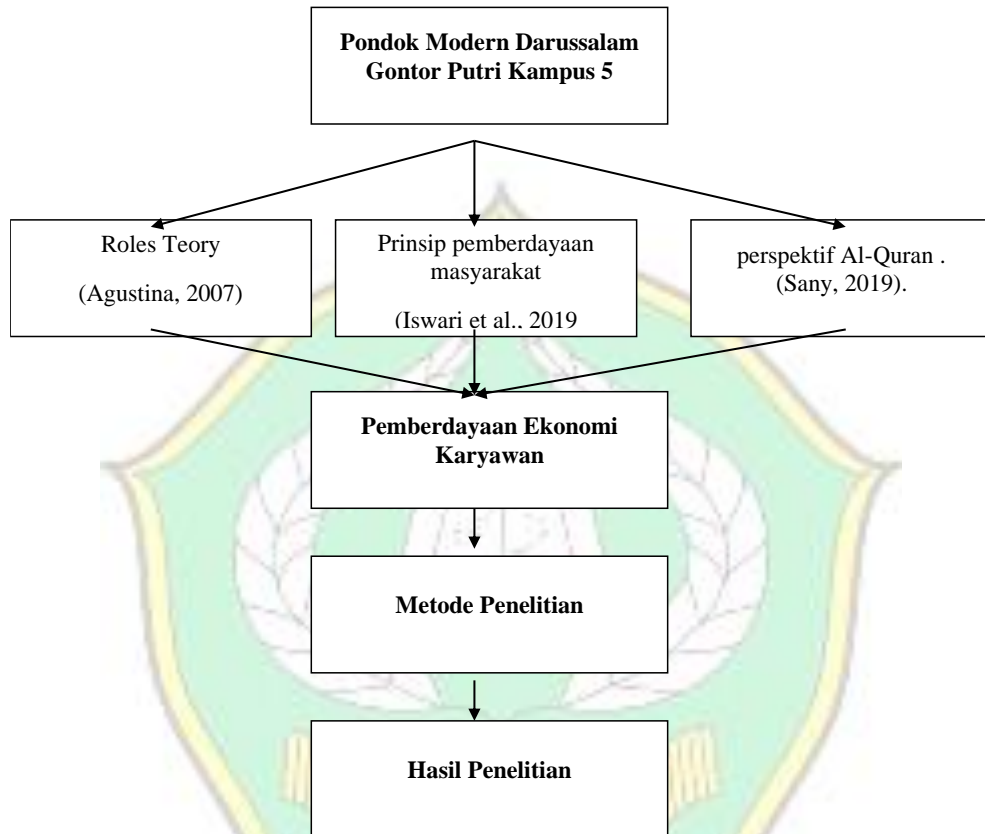 Pondok Modern Darussalam
Gontor Putri Kampus 5
Roles Teory
(Agustina, 2007)
Prinsip pemberdayaan
masyarakat
(Iswari et al., 2019
perspektif Al-Quran .
(Sany, 2019).
Pemberdayaan Ekonomi
Karyawan
Metode Penelitian
Hasil Penelitian